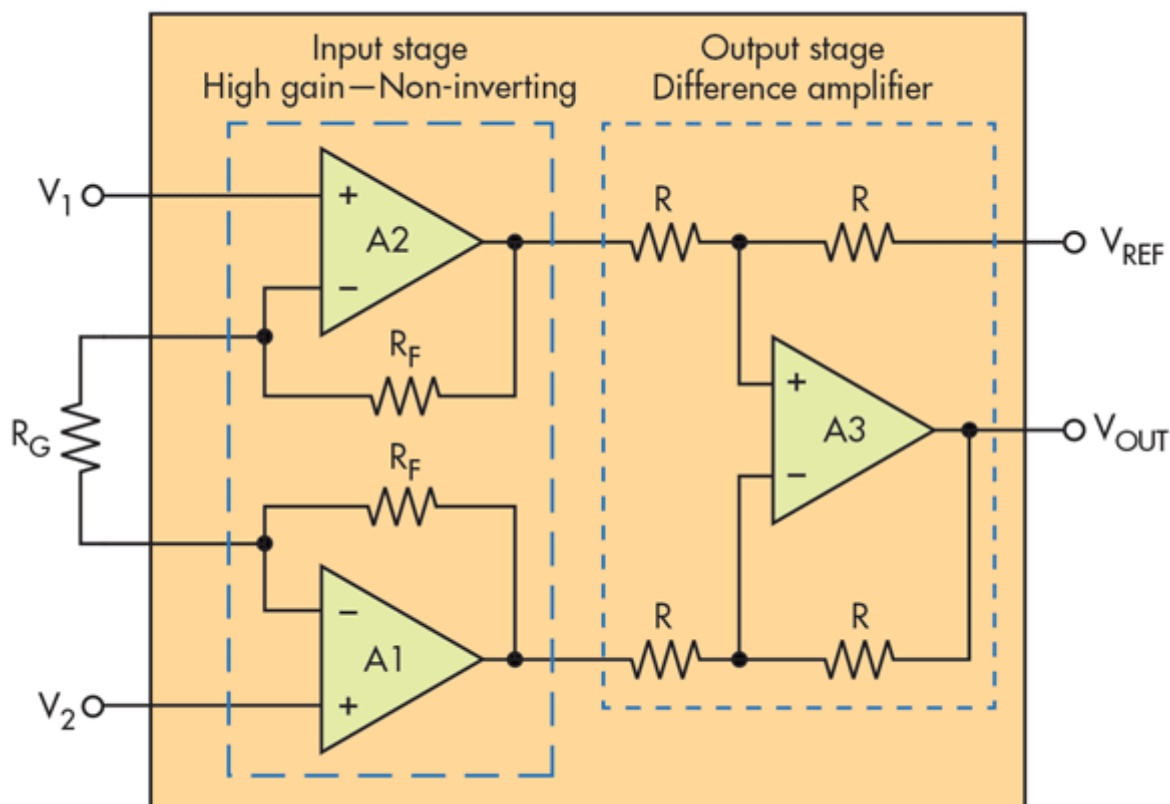 Input stage
High gain—Non-inverting
Output stage
Difference amplifier
V1
+
A2
−
R
R
VREF
RF
RG
+
A3
−
VOUT
RF
−
A1
+
R
R
V2